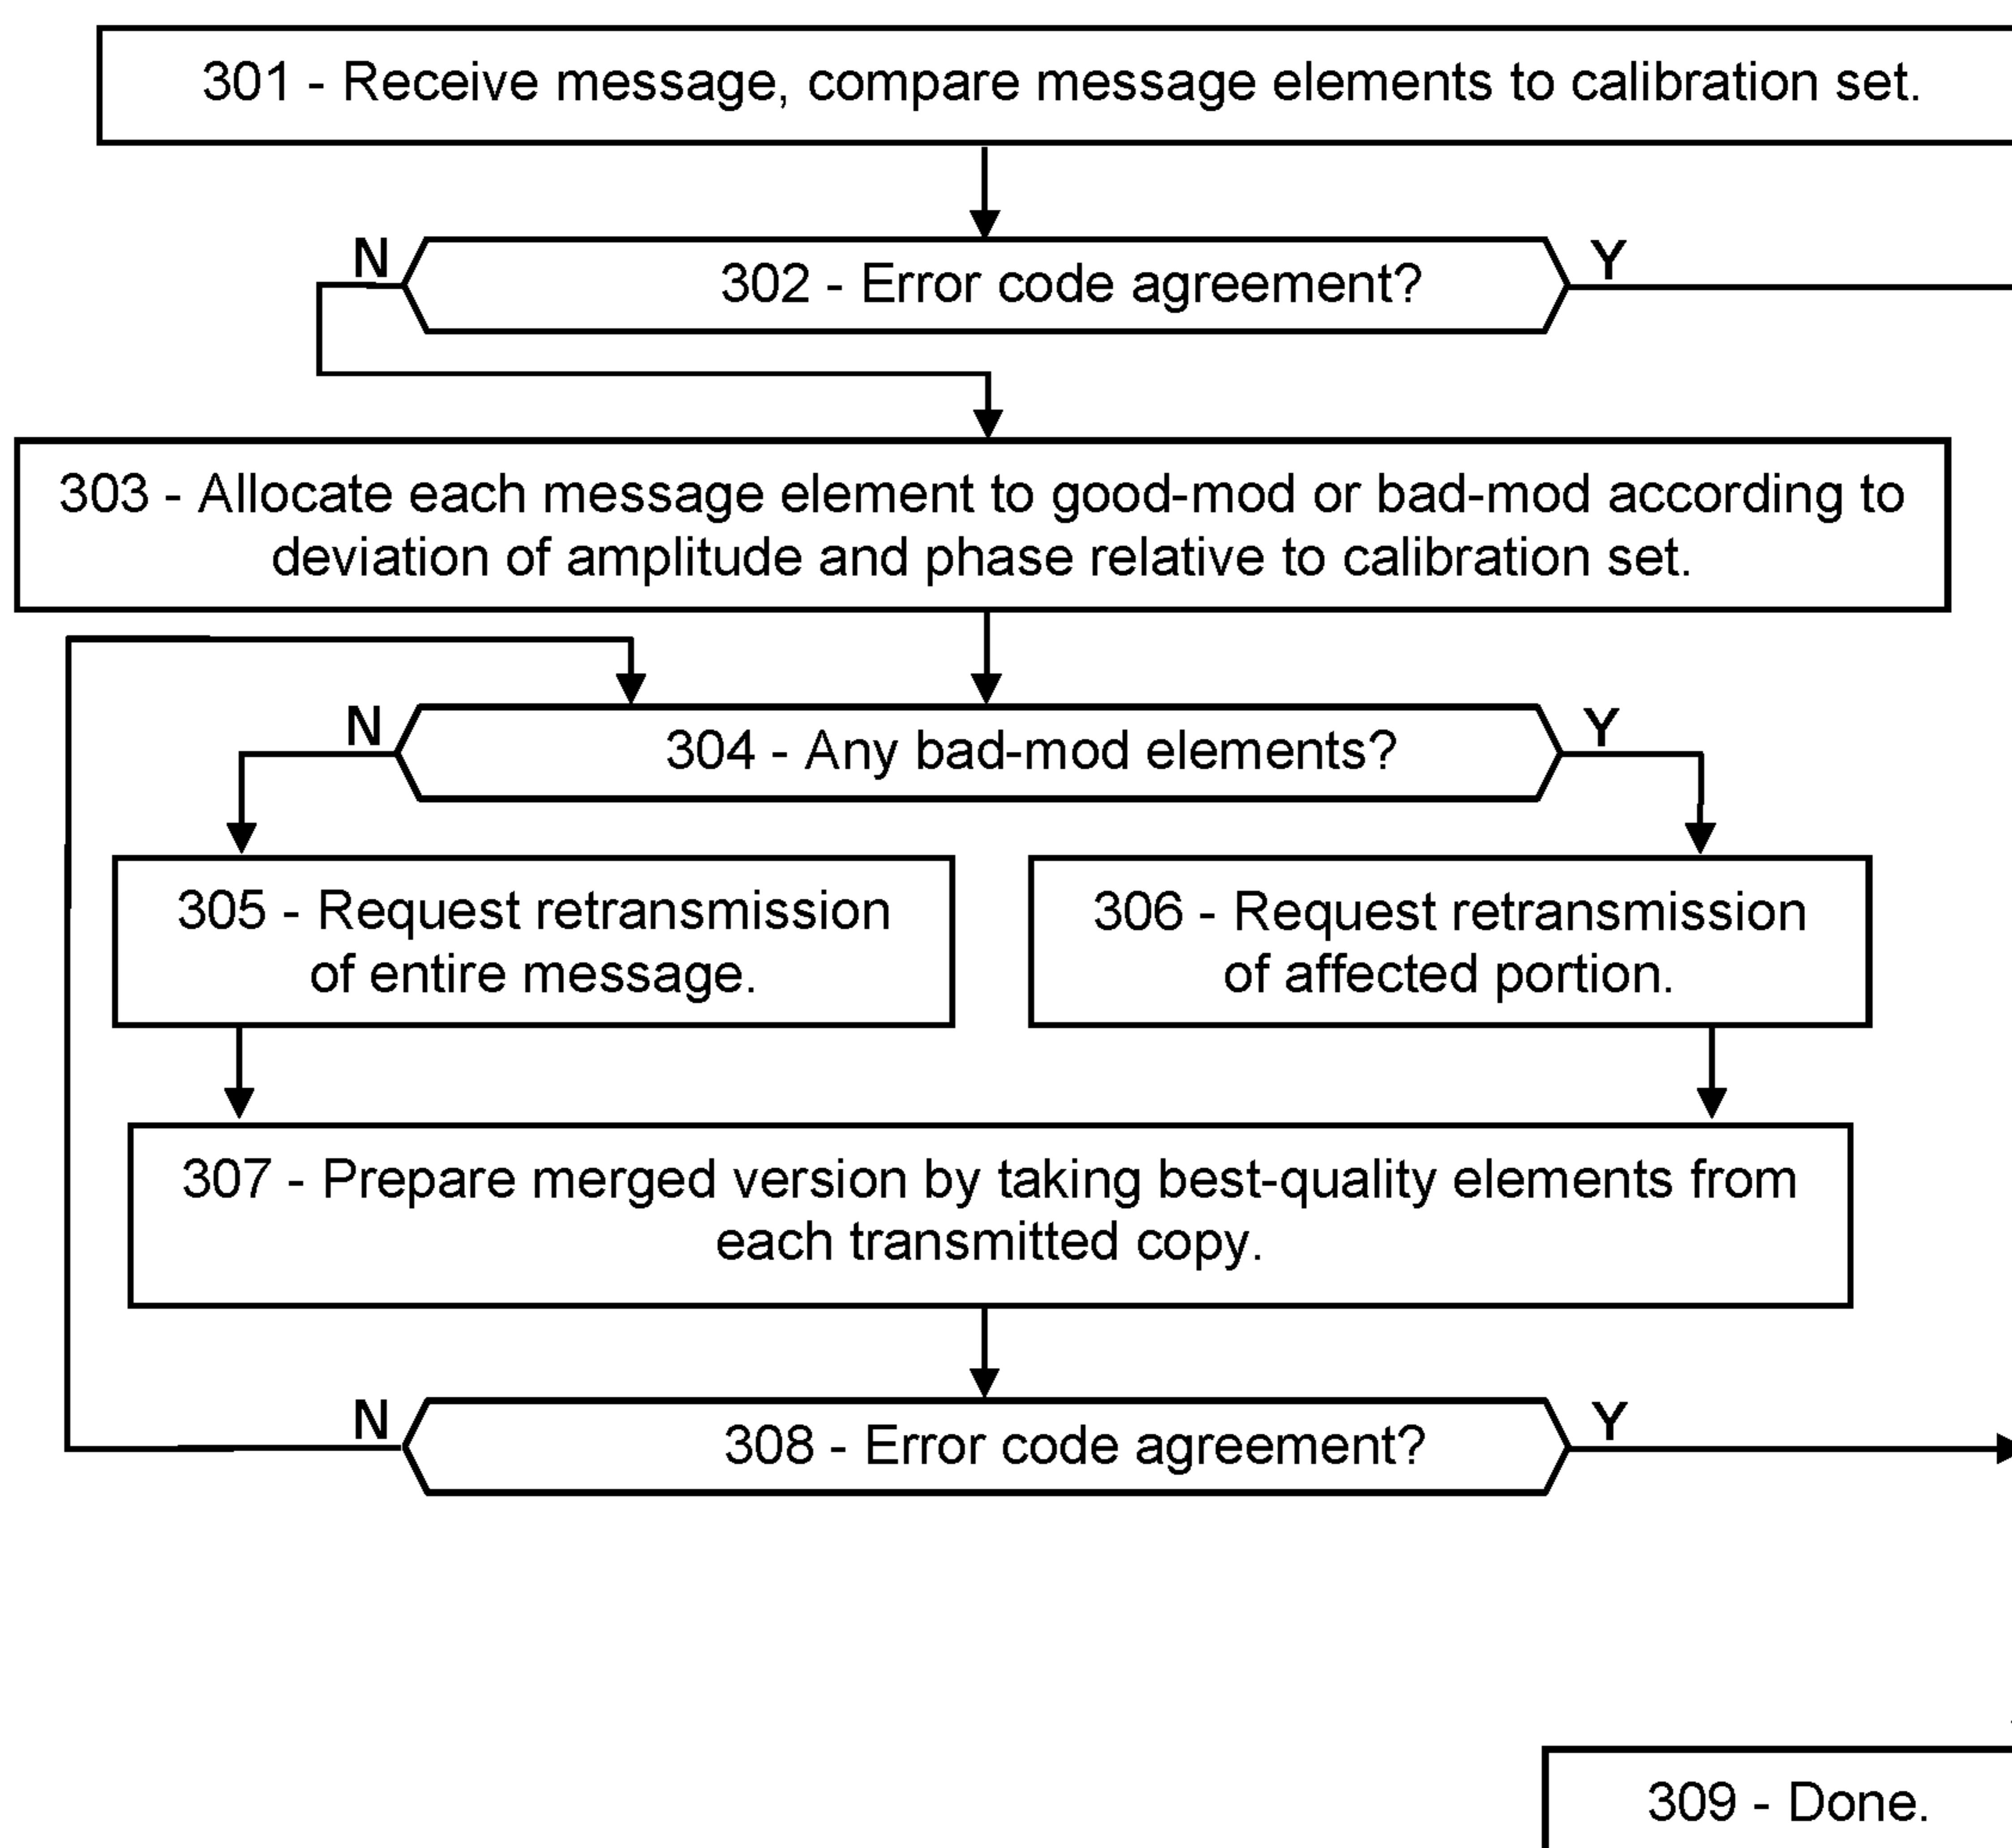 301 - Receive message, compare message elements to calibration set.
N
302 - Error code agreement?
Y
303 - Allocate each message element to good-mod or bad-mod according to
deviation of amplitude and phase relative to calibration set.
N
304 - Any bad-mod elements?
Y
305 - Request retransmission
of entire message.
306 - Request retransmission
of affected portion.
307 - Prepare merged version by taking best-quality elements from
each transmitted copy.
N
308 - Error code agreement?
Y
309 - Done.